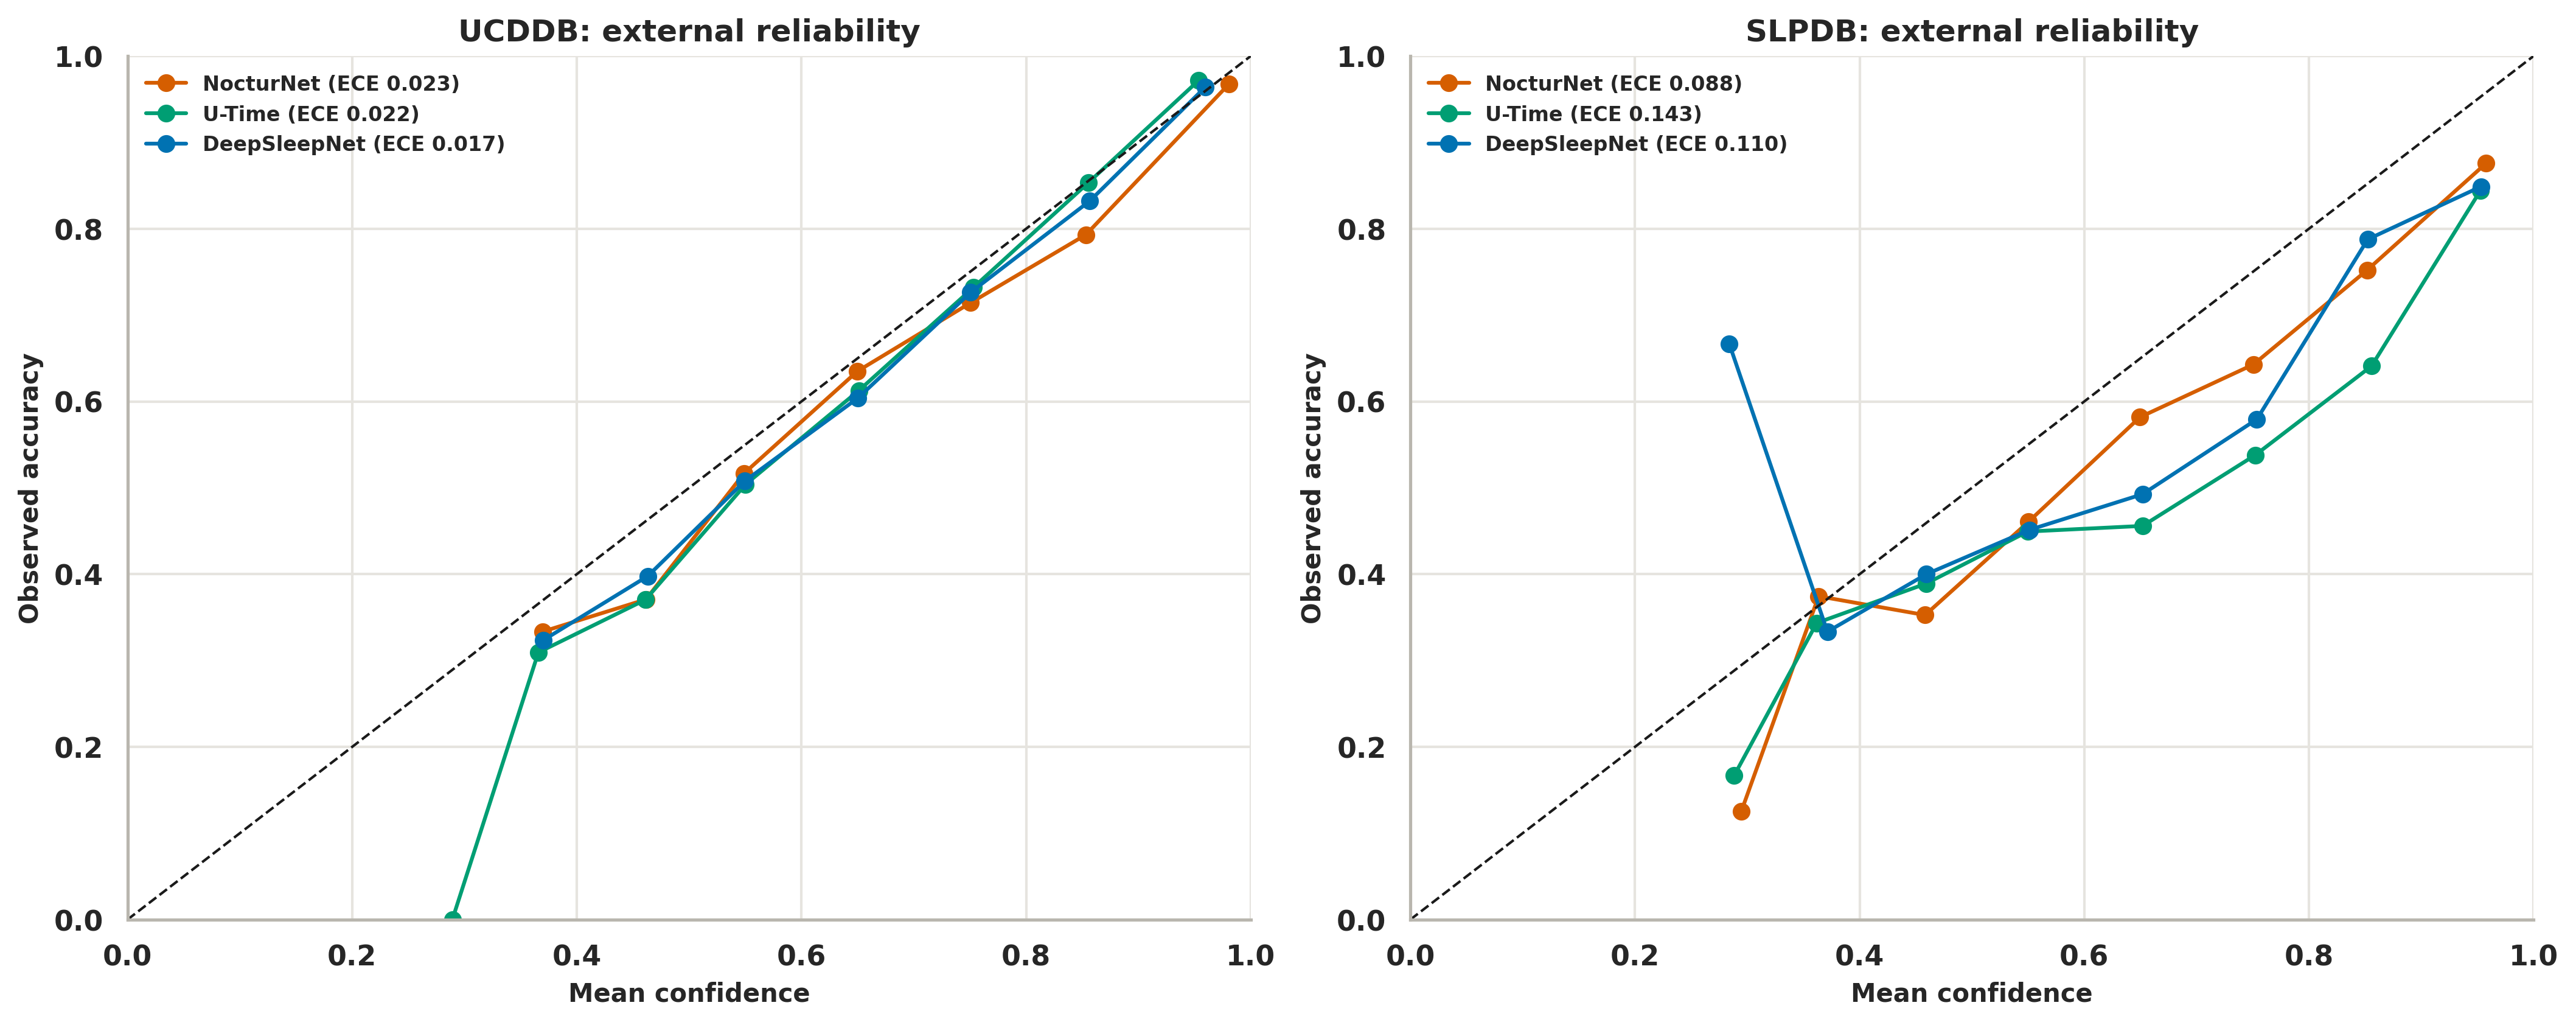 UCDDB: external reliability
NocturNet (ECE 0.023)
U-Time (ECE 0.022)
DeepSleepNet (ECE 0.017)
Observed accuracy
1.0
0.8
0.6
0.4
0.2
0.0
0.0 0.2 0.4 0.6 0.8 1.0
Mean confidence
SLPDB: external reliability
NocturNet (ECE 0.088)
U-Time (ECE 0.143)
DeepSleepNet (ECE 0.110)
Observed accuracy
1.0
0.8
0.6
0.4
0.2
0.0
0.0 0.2 0.4 0.6 0.8 1.0
Mean confidence